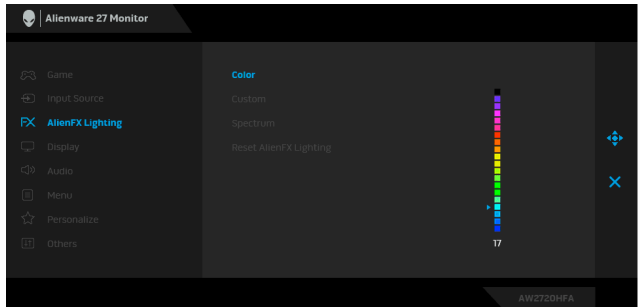 Alienware 27 Monitor
Game
Input Source
FX AlienFX Lighting
Display
Audio
Menu
Personalize
Others
Color
Custom
Spectrum
Reset AlienFX Lighting
17
AW2720HFA